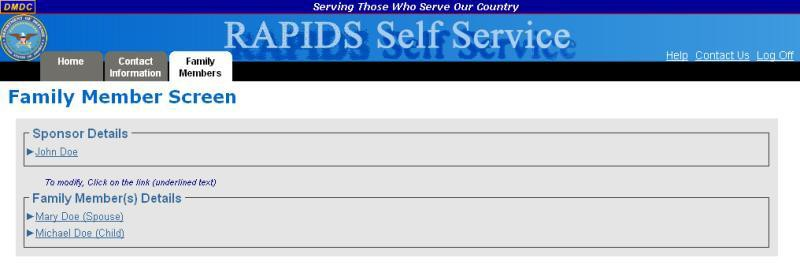 DMDC
Serving Those Who Serve Our Country
RAPIDS Self Service
Help Contact Us Log Off
Home
Contact Information
Family Members
Family Member Screen
Sponsor Details
John Doe
To modify, Click on the link (underlined text)
Family Member(s) Details
Mary Doe (Spouse)
Michael Doe (Child)